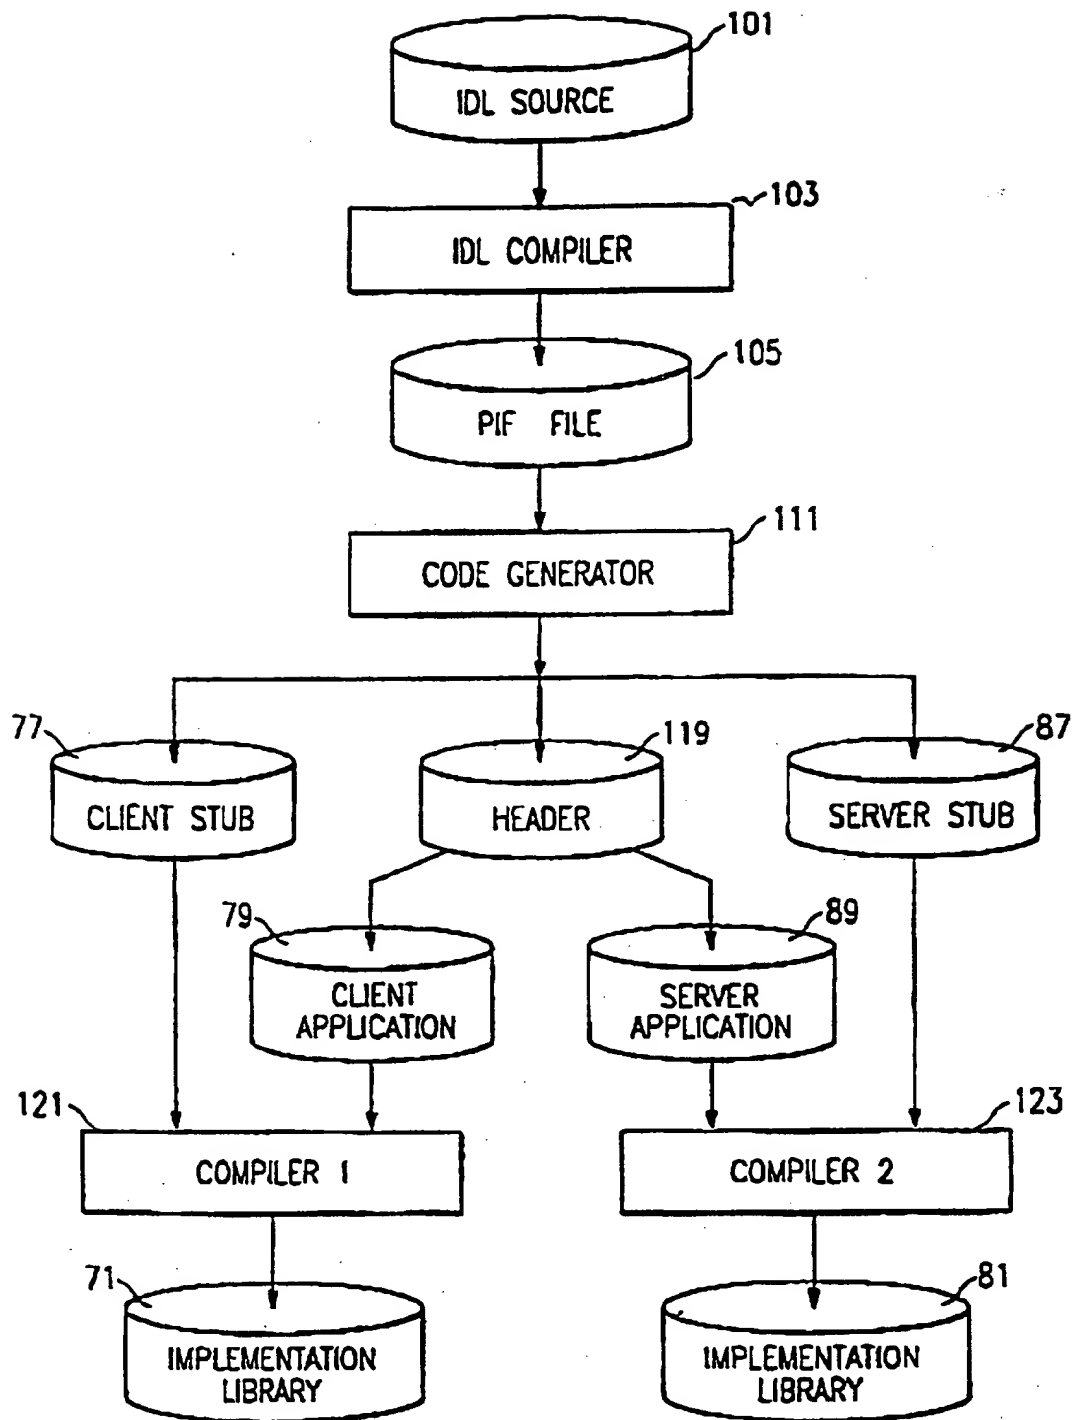 101
IDL SOURCE
103
IDL COMPILER
105
PIF FILE
111
CODE GENERATOR
77
119
87
CLIENT STUB
HEADER
SERVER STUB
79
89
CLIENT
APPLICATION
SERVER
APPLICATION
121
123
COMPILER 1
COMPILER 2
71
81
IMPLEMENTATION
LIBRARY
IMPLEMENTATION
LIBRARY